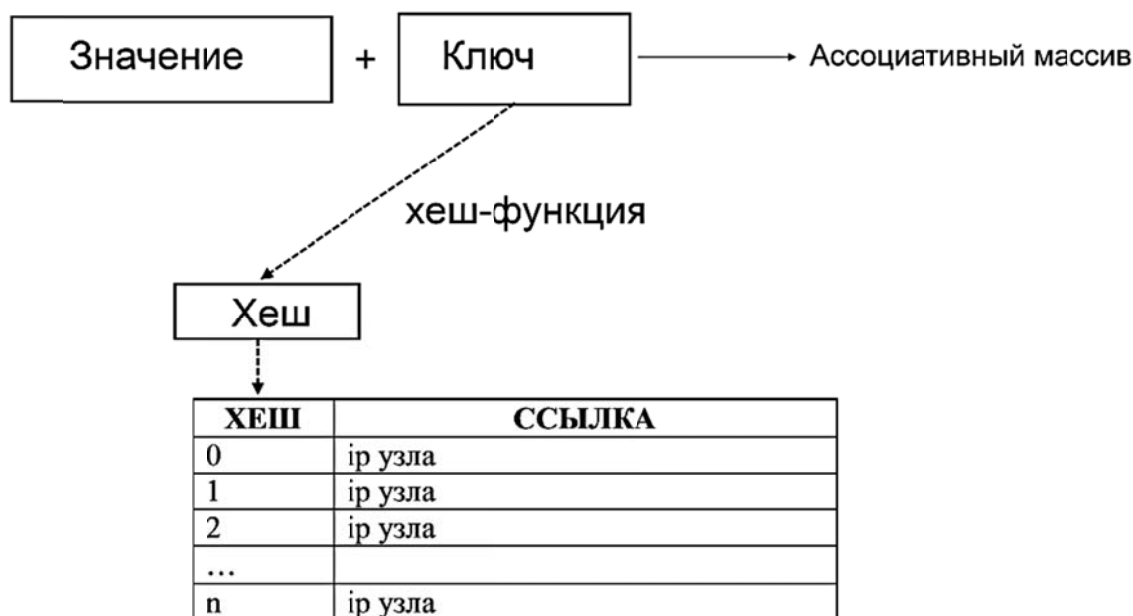 Значение + Ключ Ассоциативный массив
хеш-функция
Хеш
ХЕШ ССЫЛКА
0 ip узла
1 ip узла
2 ip узла
...
n ip узла